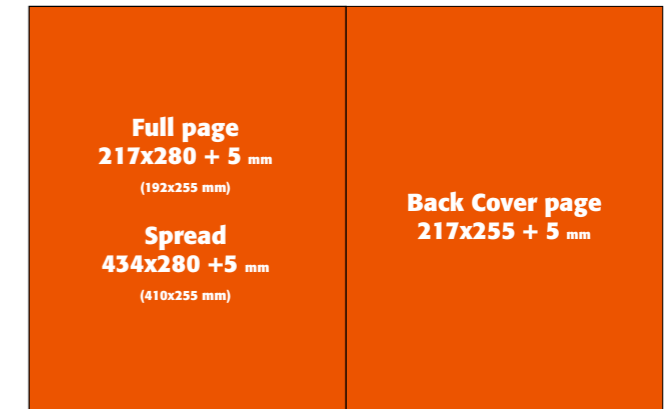 Full page
217x280 + 5 mm
(192x255 mm)
Spread
434x280 +5 mm
(410x255 mm)
Back Cover page
217x255 + 5 mm